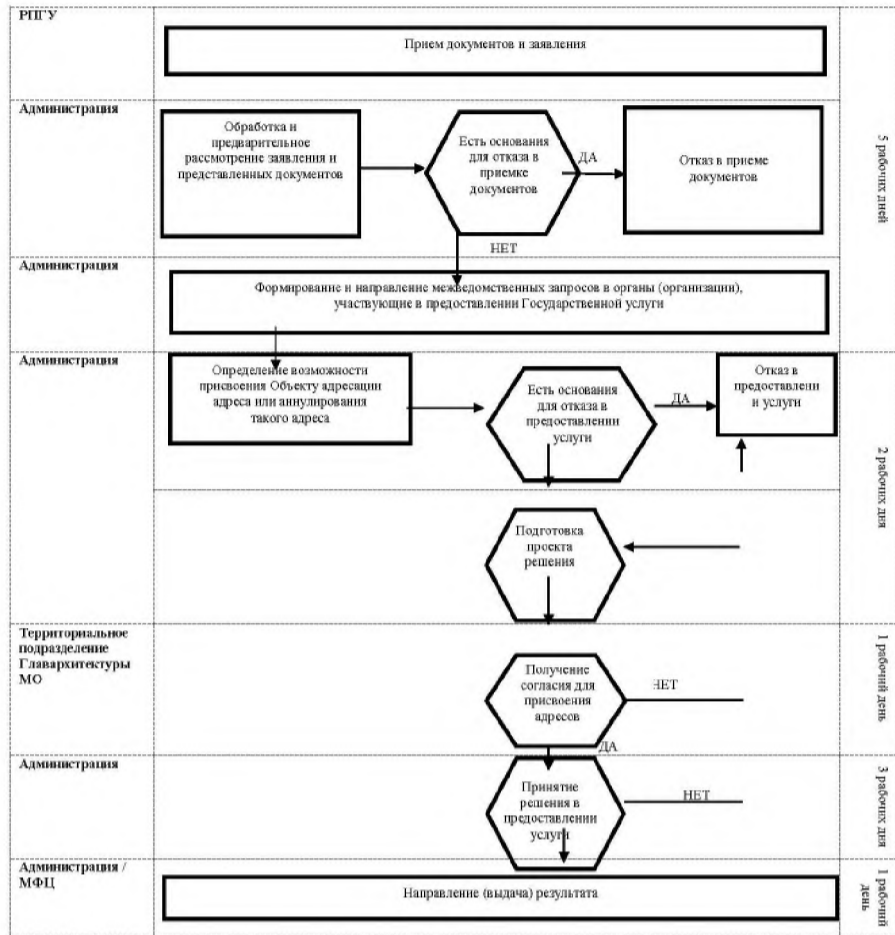 РПГУ
Прием документов и заявления
Администрация
Обработка и
предварительное
рассмотрение заявления и
представленных документов
Есть основания
для отказа в
приемке
документов
ДА
Отказ в приеме
документов
5 рабочих дней
НЕТ
Администрация
Формирование и направление межведомственных запросов в органы (организации),
участвующие в предоставлении Государственной услуги
Администрация
Определение возможности
присвоения Объекту адресации
адреса или аннулирования
такого адреса
Есть основания
для отказа в
предоставлении
услуги
ДА
Отказ в
предоставлени
и услуги
2 рабочих дня
Подготовка
проекта
решения
Территориальное
подразделение
Главархитектуры
МО
Получение
согласия для
присвоения
адресов
НЕТ
1 рабочий день
ДА
Администрация
Принятие
решения в
предоставлении
услуги
НЕТ
3 рабочих дня
Администрация /
МФЦ
Направление (выдача) результата
1 рабочий
день